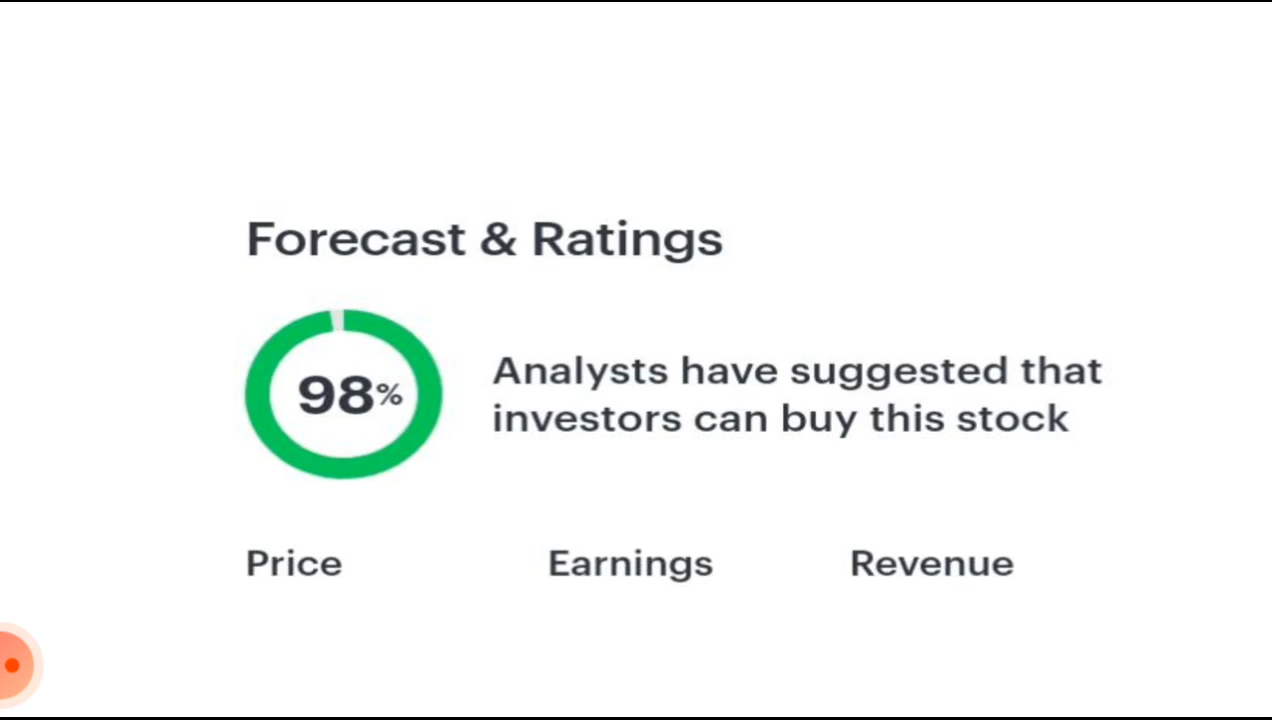 Forecast & Ratings
98%
Analysts have suggested that
investors can buy this stock
Price Earnings Revenue